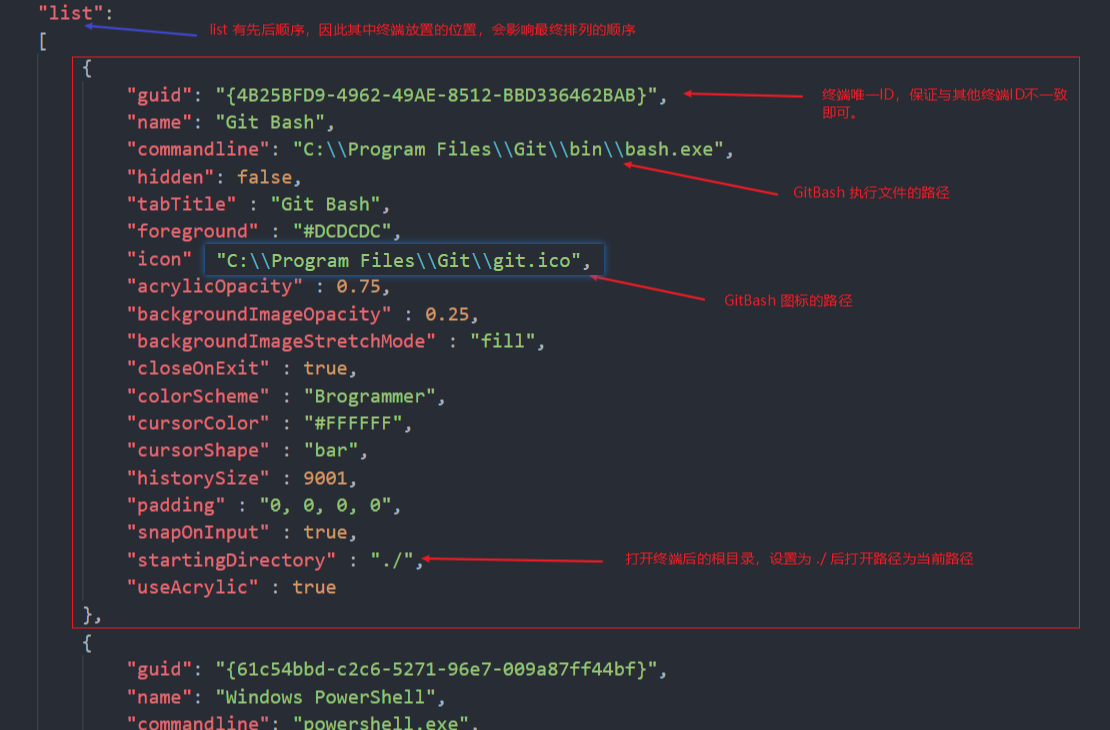 "list":
list 有先后顺序，因此其中终端放置的位置，会影响最终排列的顺序
[
{
"guid": "{4B25BFD9-4962-49AE-8512-BBD336462BAB}",
终端唯一ID，保证与其他终端ID不一致
即可。
"name": "Git Bash",
"commandline": "C:\\Program Files\\Git\\bin\\bash.exe",
"hidden": false,
GitBash 执行文件的路径
"tabTitle" : "Git Bash",
"foreground" : "#DCDCDC",
"icon" "C:\\Program Files\\Git\\git.ico",
"acrylicOpacity" : 0.75,
GitBash 图标的路径
"backgroundImageOpacity" : 0.25,
"backgroundImageStretchMode" : "fill",
"closeOnExit" : true,
"colorScheme" : "Brogrammer",
"cursorColor" : "#FFFFFF",
"cursorShape" : "bar",
"historySize" : 9001,
"padding" : "0, 0, 0, 0",
"snapOnInput" : true,
"startingDirectory" : "./",
打开终端后的根目录，设置为 ./ 后打开路径为当前路径
"useAcrylic" : true
},
{
"guid": "{61c54bbd-c2c6-5271-96e7-009a87ff44bf}",
"name": "Windows PowerShell",
"commandline": "powershell.exe",